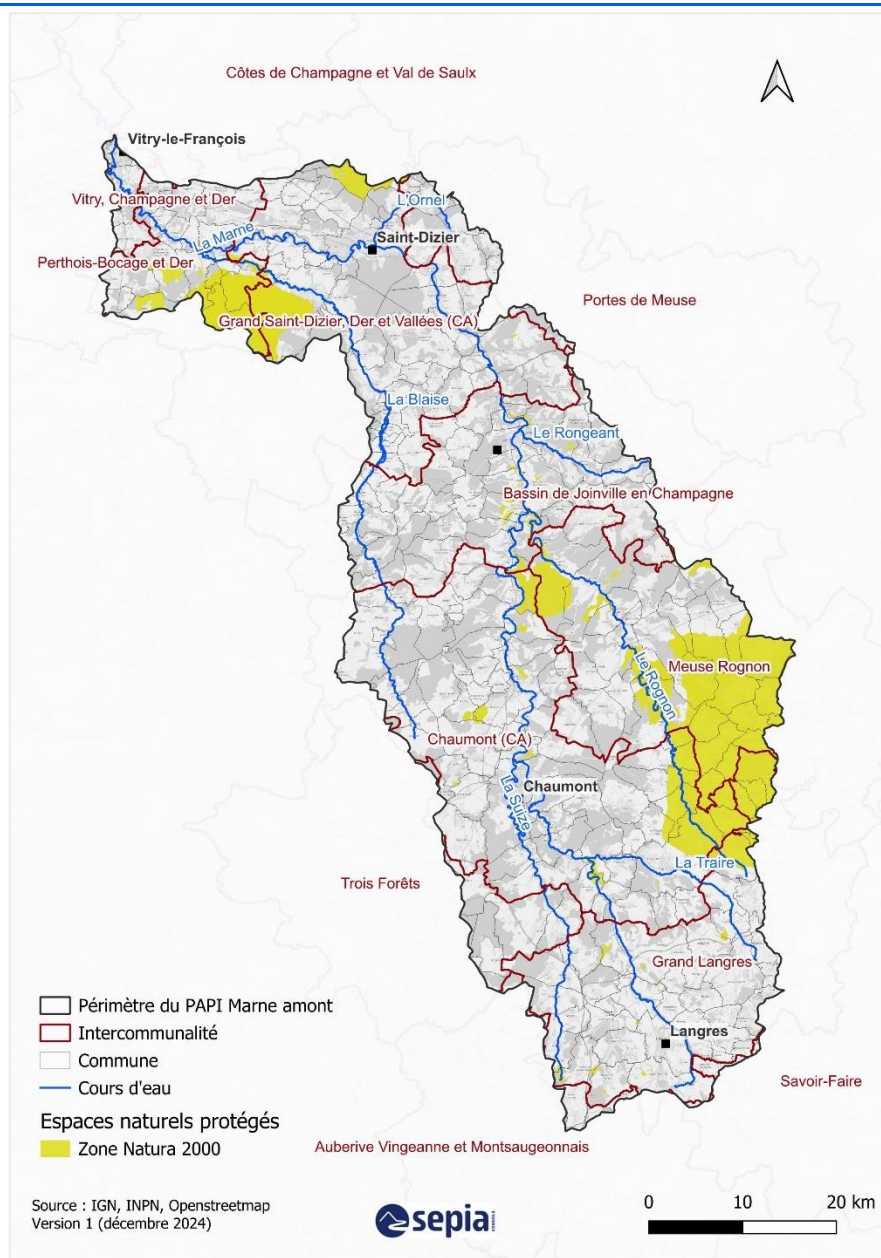 Côtes de Champagne et Val de Saulx
Vitry-le-François
Vitry, Champagne et Der
L'Ornel
La Marne
Saint-Dizier
Perthois-Bocage et Der
Portes de Meuse
Grand Saint-Dizier, Der et Vallées (CA)
La Blaise
Le Rongeant
Bassin de Joinville en Champagne
Le Rognon
Meuse Rognon
Chaumont (CA)
Chaumont
La Suize
La Traire
Trois Forêts
Grand Langres
Langres
Savoir-Faire
Auberive Vingeanne et Montsaugeonnais
Périmètre du PAPI Marne amont
Intercommunalité
Commune
Cours d'eau
Espaces naturels protégés
Zone Natura 2000
Source : IGN, INPN, Openstreetmap
Version 1 (décembre 2024)
sepia
0 10 20 km